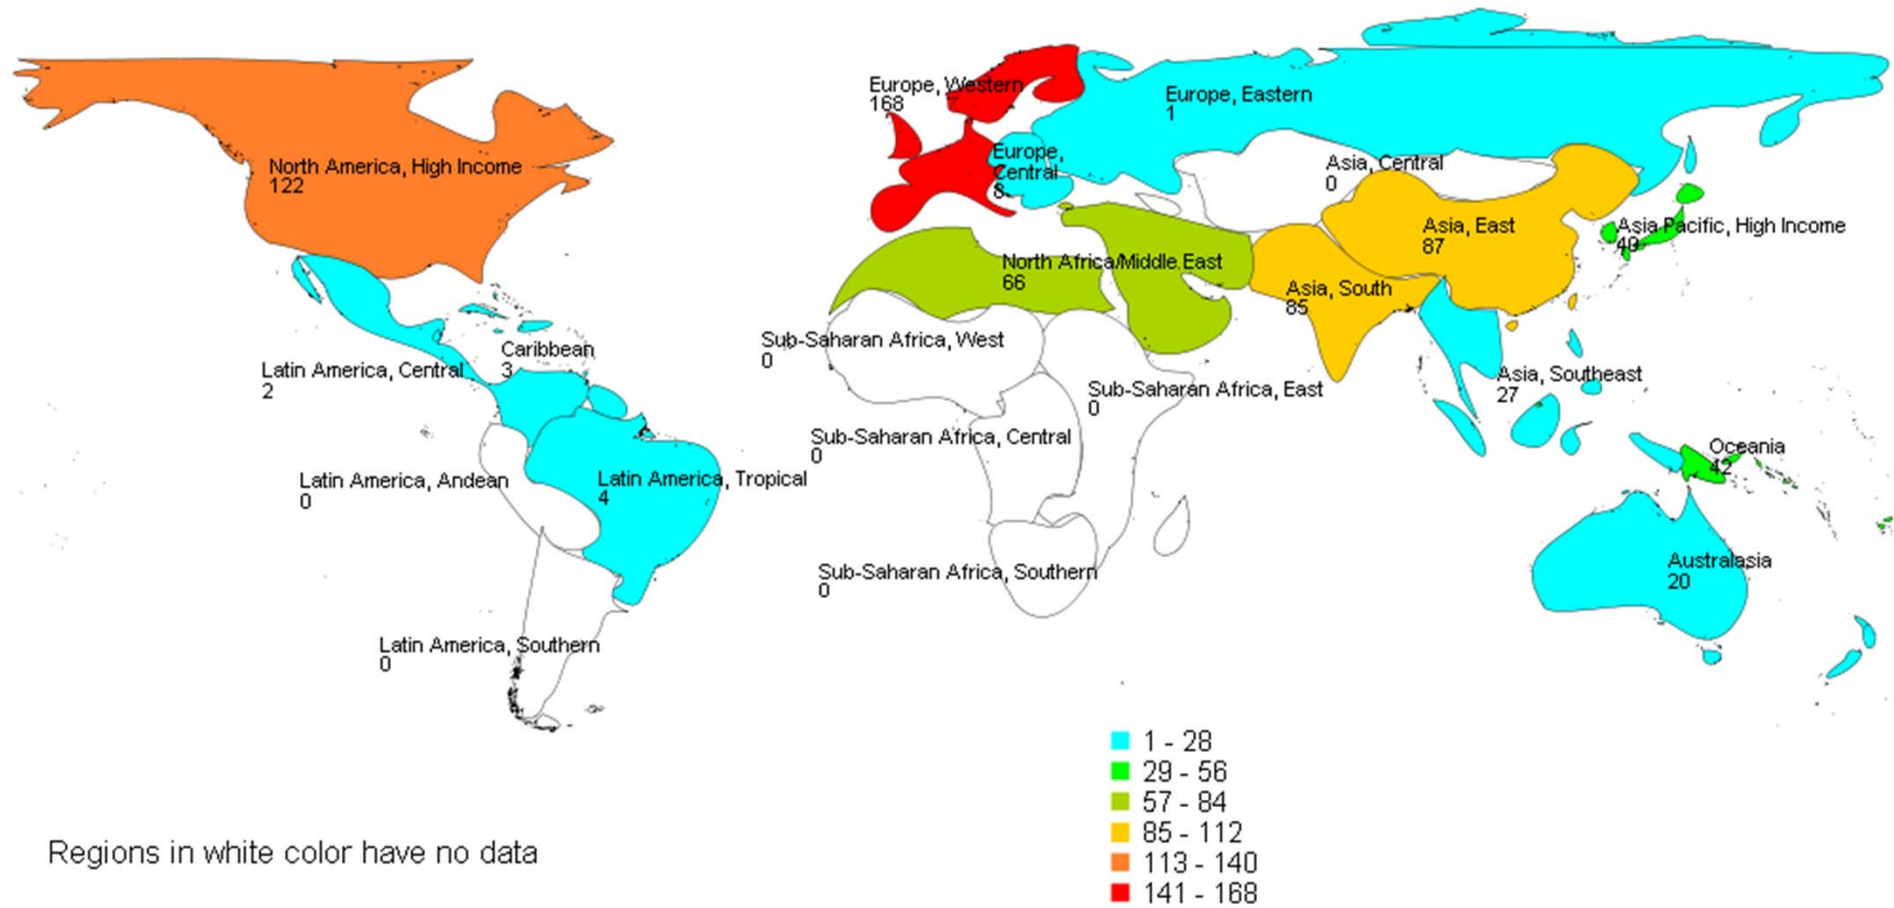 Europe, Western
168
Europe, Eastern
1
North America, High Income
122
Europe,
Central
8
Asia, Central
0
Asia, East
87
Asia Pacific, High Income
North Africa/Middle East
66
Asia, South
85
Sub-Saharan Africa, West
0
Caribbean
3
Latin America, Central
2
Sub-Saharan Africa, East
0
Asia, Southeast
27
Sub-Saharan Africa, Central
0
Oceania
42
Latin America, Andean
0
Latin America, Tropical
4
Australasia
20
Sub-Saharan Africa, Southern
0
Latin America, Southern
0
1 - 28
29 - 56
57 - 84
85 - 112
113 - 140
141 - 168
Regions in white color have no data